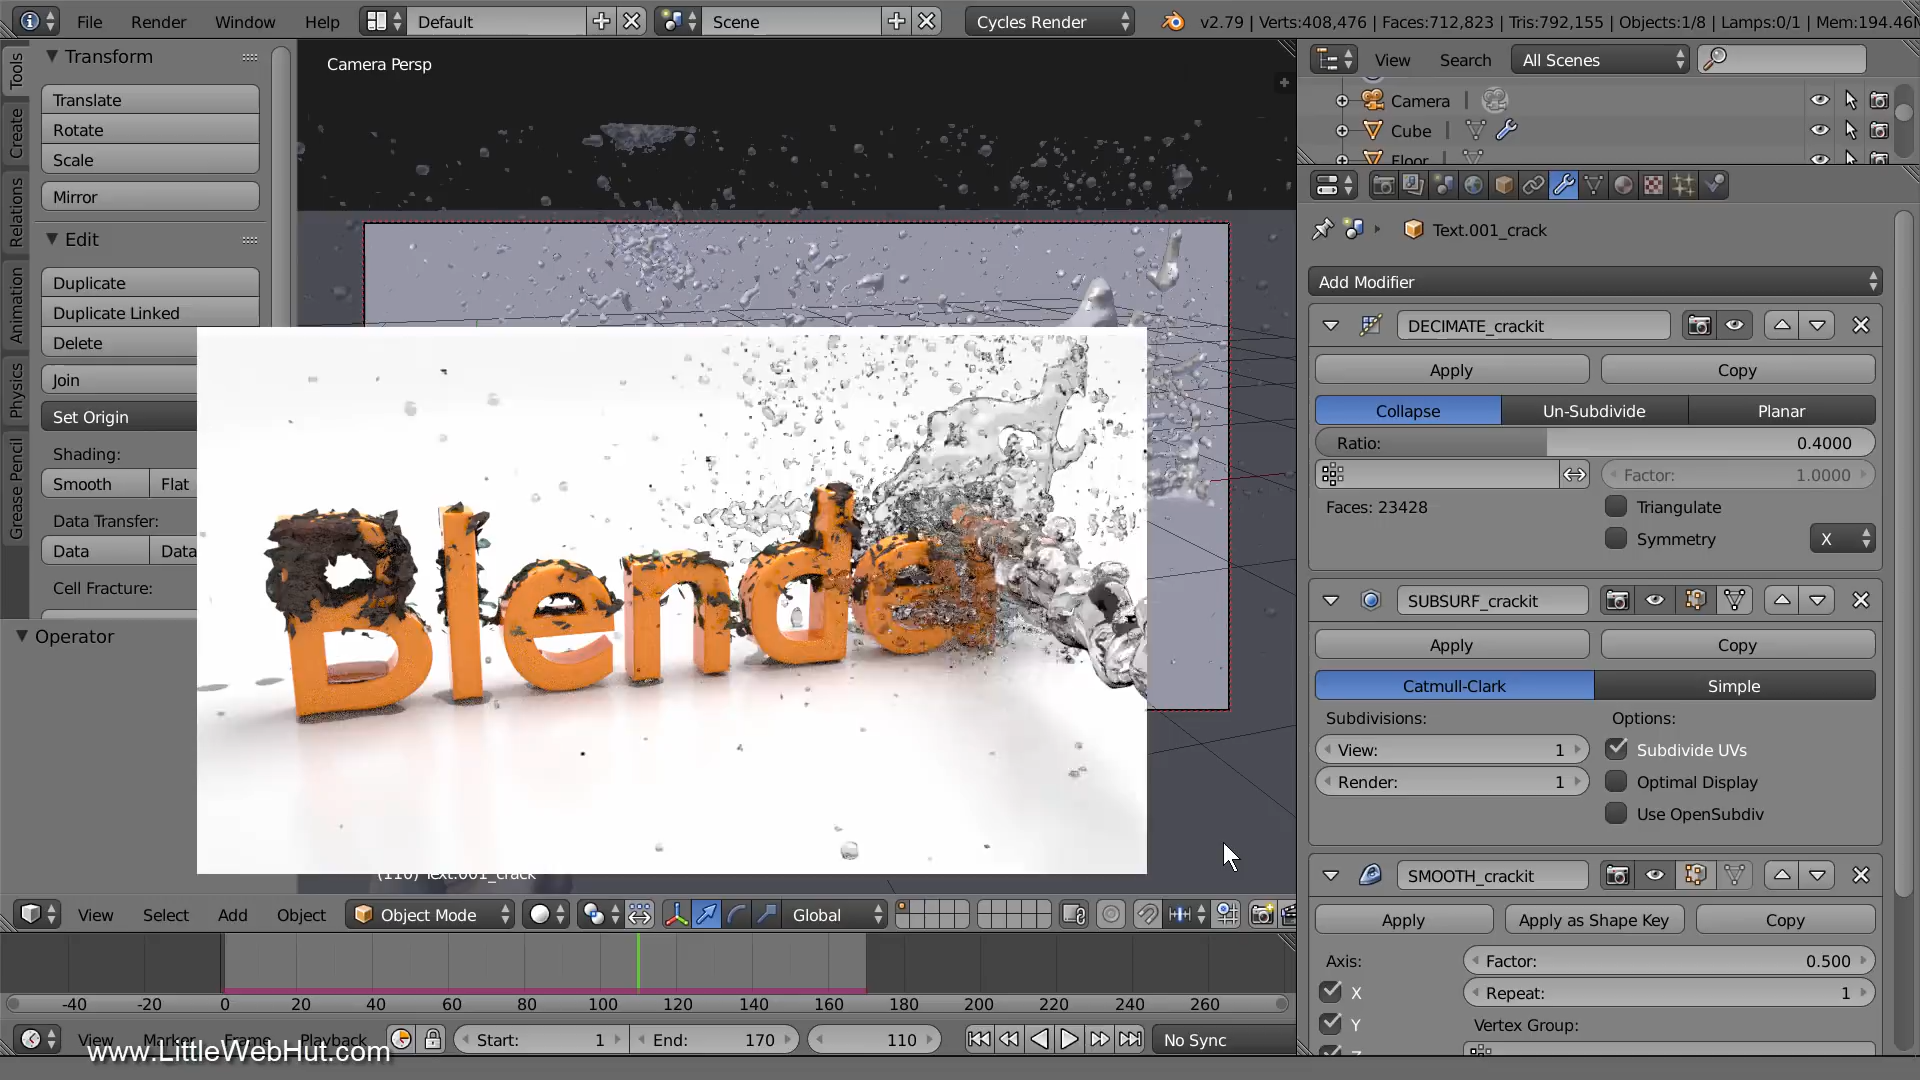 File Render Window Help Default Scene Cycles Render v2.79 | Verts:408,476 | Faces:712,823 | Tris:792,155 | Objects:1/8 | Lamps:0/1 | Mem:194.46
Tools
Create
Relations
Animation
Physics
Grease Pencil
Transform
Translate
Rotate
Scale
Mirror
Edit
Duplicate
Duplicate Linked
Delete
Join
Set Origin
Shading:
Smooth Flat
Data Transfer:
Data Data
Cell Fracture:
Operator
Camera Persp
Blender
(110) Text.001_crack
View Select Add Object Object Mode Global
-40 -20 0 20 40 60 80 100 120 140 160 180 200 220 240 260
View Marker Frame Playback Start: 1 End: 170 110 No Sync
www.LittleWebHut.com
View Search All Scenes
Camera
Cube
Floor
Text.001_crack
Add Modifier
DECIMATE_crackit
Apply Copy
Collapse Un-Subdivide Planar
Ratio: 0.4000
Factor: 1.0000
Faces: 23428 Triangulate
Symmetry X
SUBSURF_crackit
Apply Copy
Catmull-Clark Simple
Subdivisions: Options:
View: 1 Subdivide UVs
Render: 1 Optimal Display
Use OpenSubdiv
SMOOTH_crackit
Apply Apply as Shape Key Copy
Axis: Factor: 0.500
X Repeat: 1
Y Vertex Group: